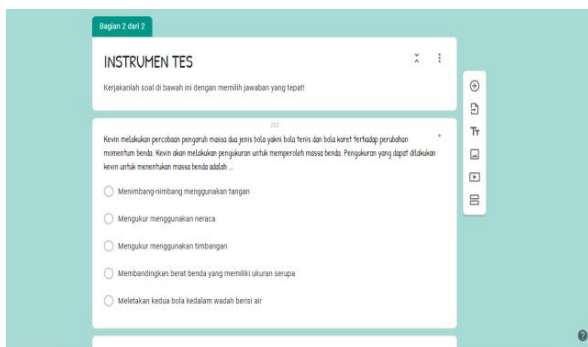 Bagian 2 dari 2
INSTRUMEN TES
Kerjakanlah soal di bawah ini dengan memilih jawaban yang tepat!
Kevin melakukan percobaan pengaruh massa dua jenis bola yakni bola tenis dan bola karet terhadap perubahan *
momentum benda. Kevin akan melakukan pengukuran untuk memperoleh massa benda. Pengukuran yang dapat dilakukan
kevin untuk menentukan massa benda adalah ...
Menimbang-nimbang menggunakan tangan
Mengukur menggunakan neraca
Mengukur menggunakan timbangan
Membandingkan berat benda yang memiliki ukuran serupa
Meletakan kedua bola kedalam wadah berisi air
Tт
?